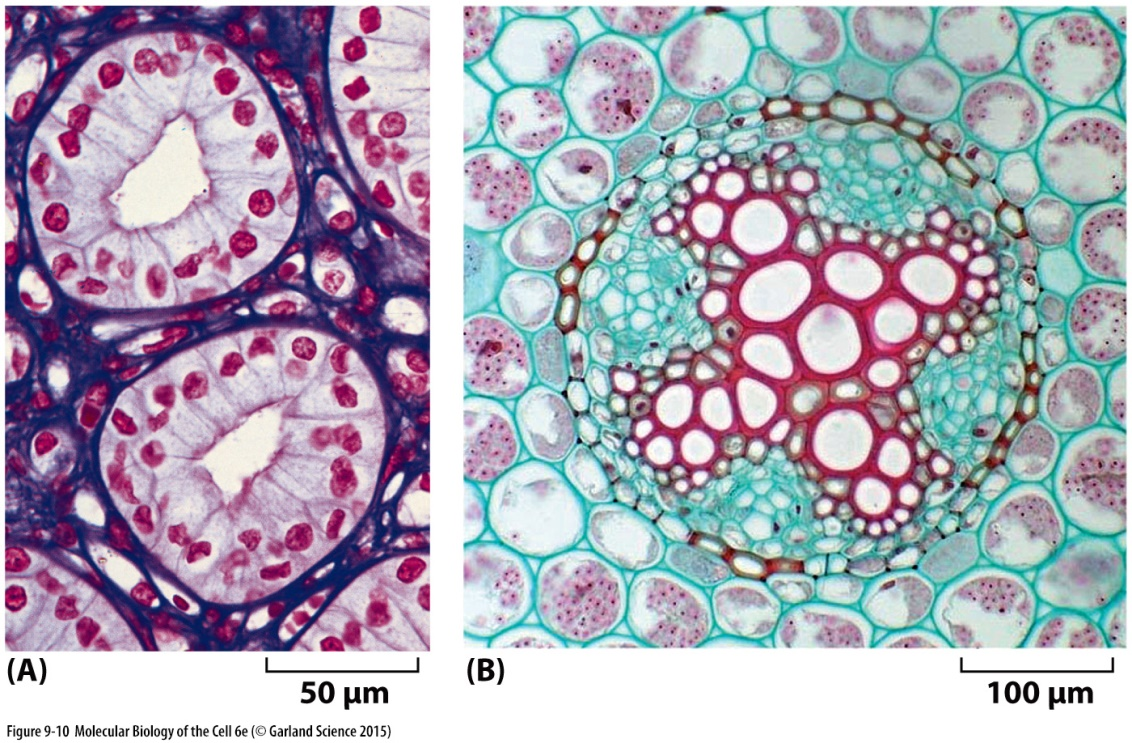 (A)
50 µm
(B)
100 µm
Figure 9-10 Molecular Biology of the Cell 6e (© Garland Science 2015)